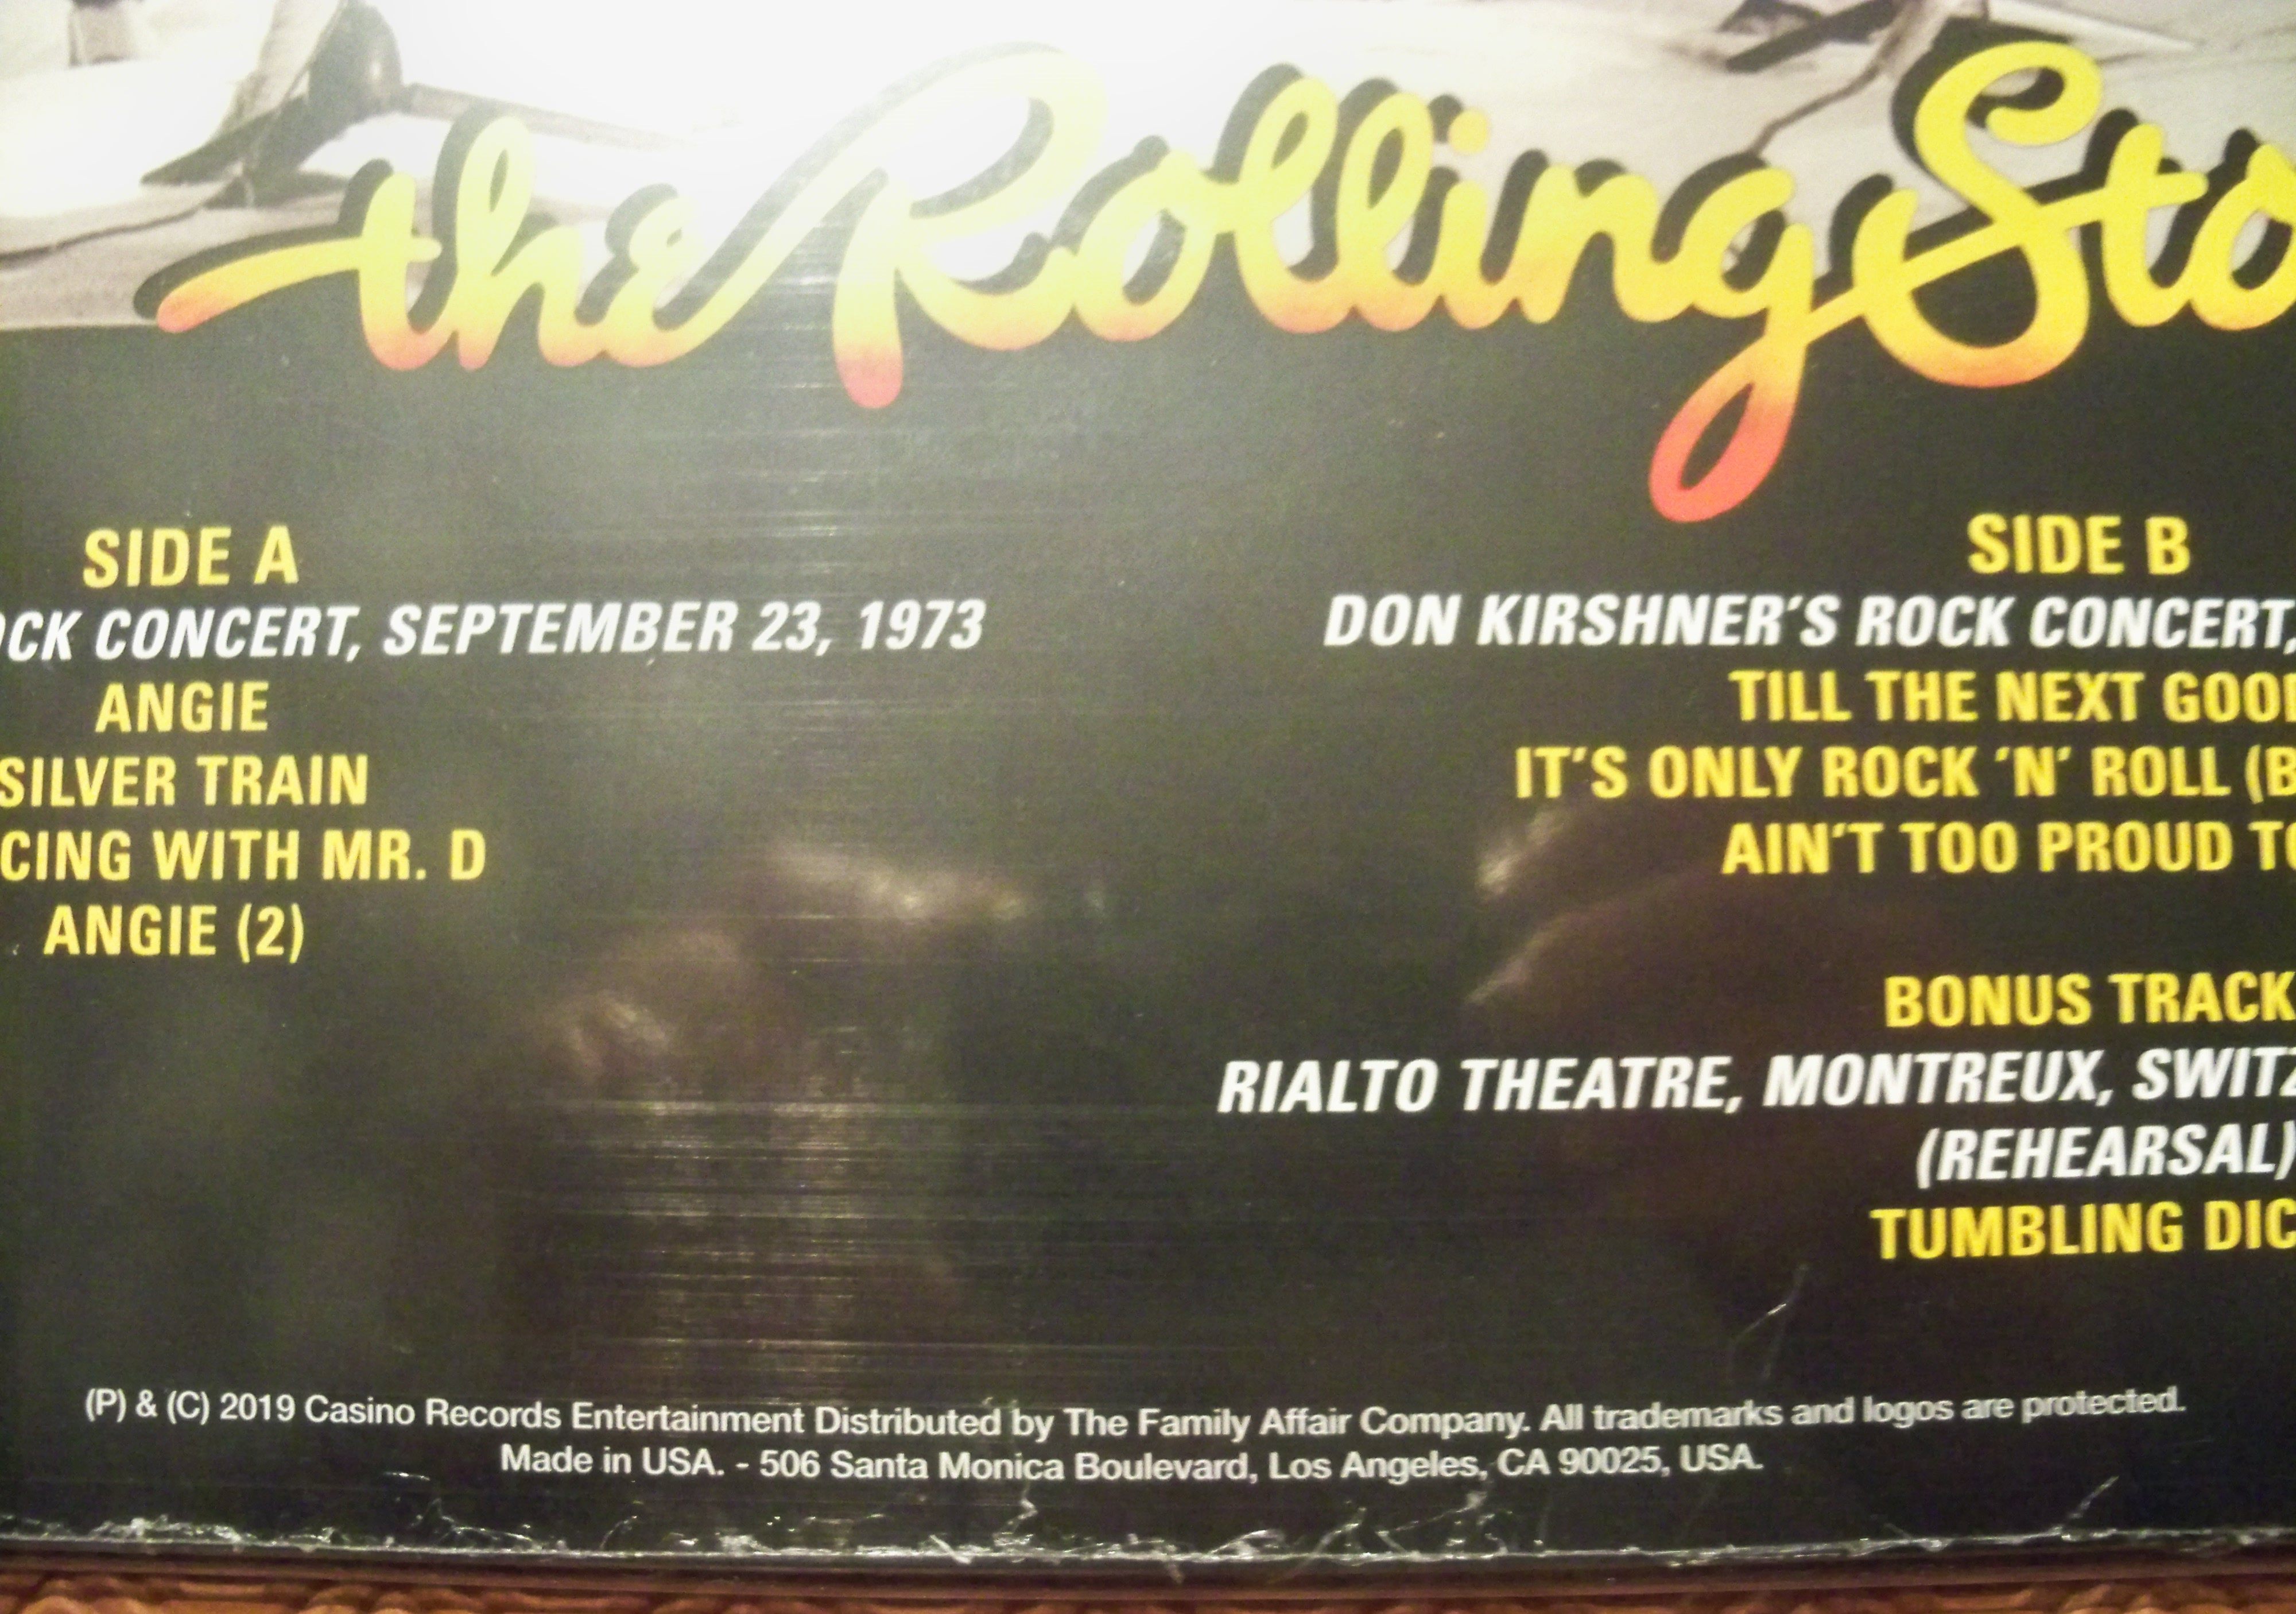 the Rolling Sto
SIDE A
OCK CONCERT, SEPTEMBER 23, 1973
ANGIE
SILVER TRAIN
CING WITH MR. D
ANGIE (2)
SIDE B
DON KIRSHNER'S ROCK CONCERT,
TILL THE NEXT GOO
IT'S ONLY ROCK 'N' ROLL (B
AIN'T TOO PROUD TO
BONUS TRACK
RIALTO THEATRE, MONTREUX, SWITZ
(REHEARSAL)
TUMBLING DIC
(P) & (C) 2019 Casino Records Entertainment Distributed by The Family Affair Company. All trademarks and logos are protected.
Made in USA. - 506 Santa Monica Boulevard, Los Angeles, CA 90025, USA.